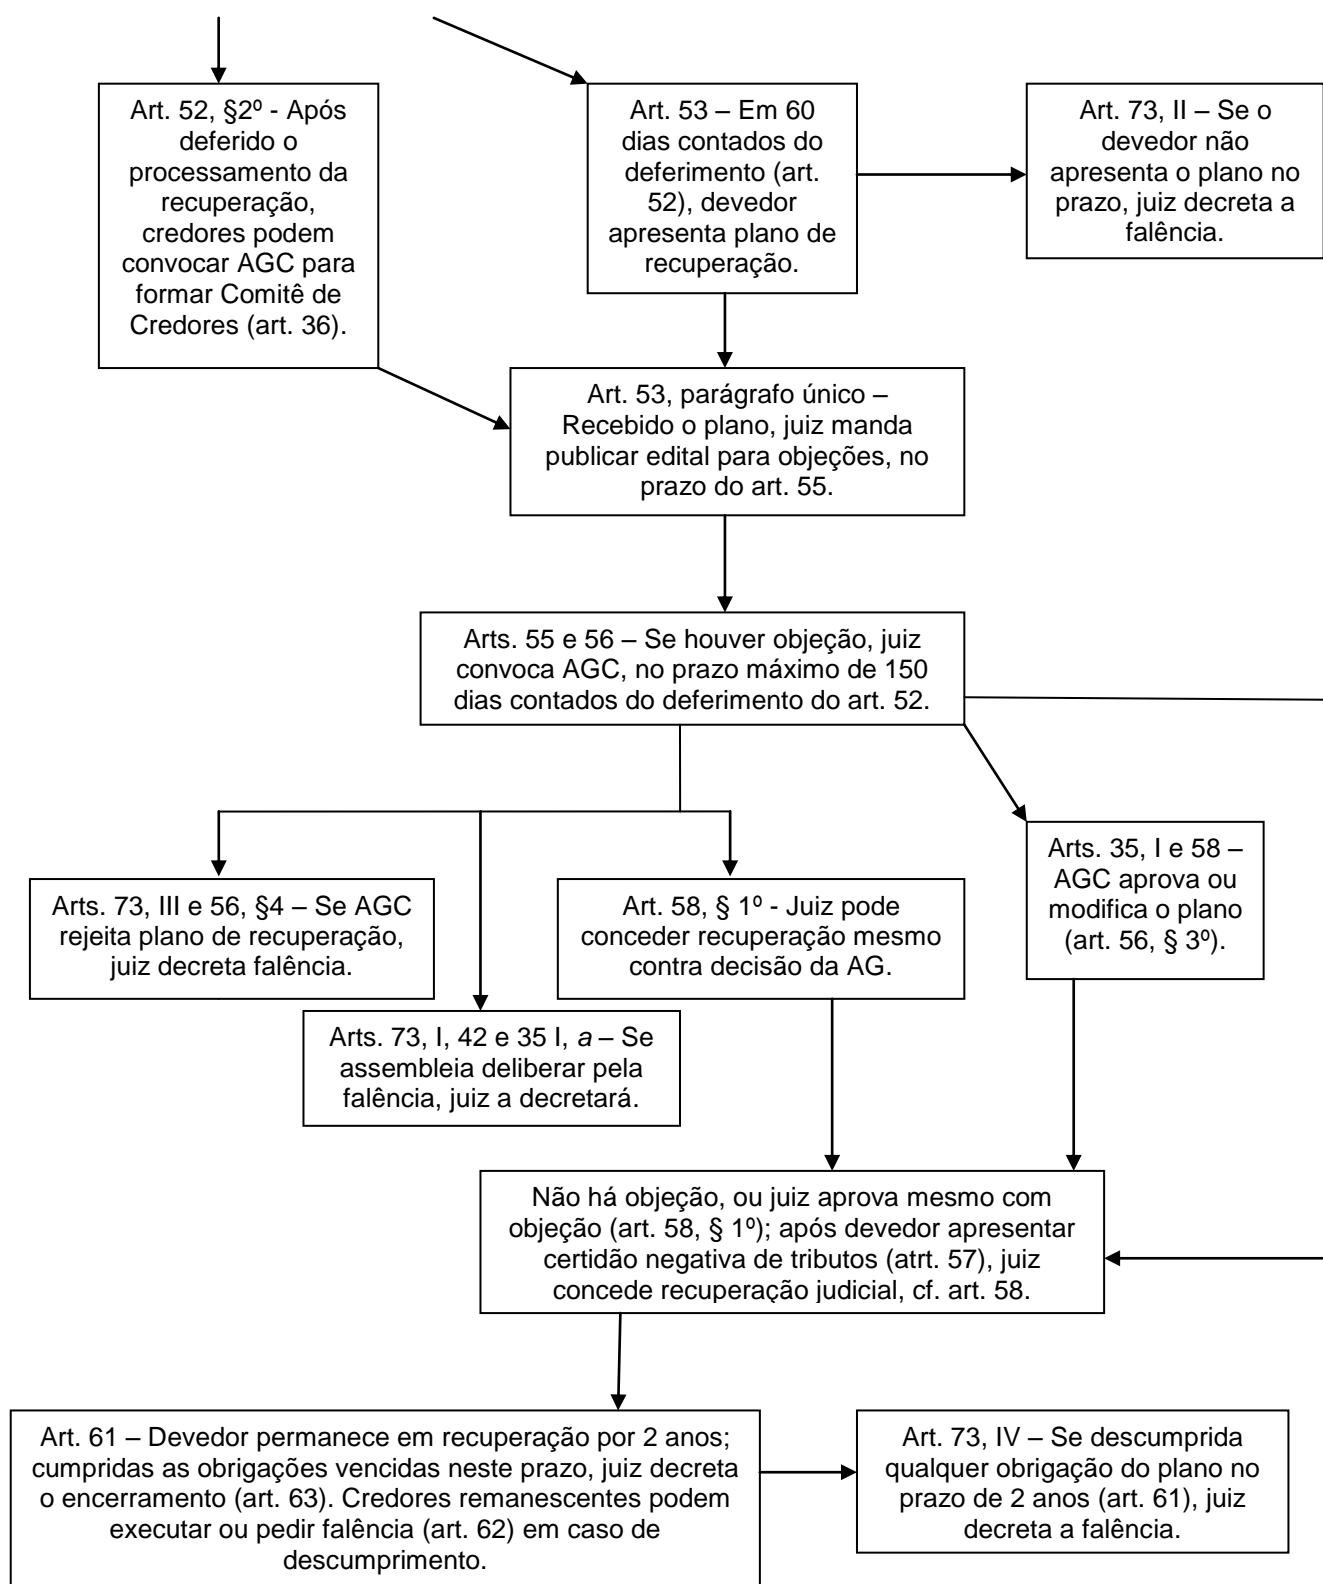 Art. 52, §2º - Após
deferido o
processamento da
recuperação,
credores podem
convocar AGC para
formar Comitê de
Credores (art. 36).
Art. 53 – Em 60
dias contados do
deferimento (art.
52), devedor
apresenta plano de
recuperação.
Art. 73, II – Se o
devedor não
apresenta o plano no
prazo, juiz decreta a
falência.
Art. 53, parágrafo único –
Recebido o plano, juiz manda
publicar edital para objeções, no
prazo do art. 55.
Arts. 55 e 56 – Se houver objeção, juiz
convoca AGC, no prazo máximo de 150
dias contados do deferimento do art. 52.
Arts. 73, III e 56, §4 – Se AGC
rejeita plano de recuperação,
juiz decreta falência.
Art. 58, § 1º - Juiz pode
conceder recuperação mesmo
contra decisão da AG.
Arts. 35, I e 58 –
AGC aprova ou
modifica o plano
(art. 56, § 3º).
Arts. 73, I, 42 e 35 I, a – Se
assembleia deliberar pela
falência, juiz a decretará.
Não há objeção, ou juiz aprova mesmo com
objeção (art. 58, § 1º); após devedor apresentar
certidão negativa de tributos (atrt. 57), juiz
concede recuperação judicial, cf. art. 58.
Art. 61 – Devedor permanece em recuperação por 2 anos;
cumpridas as obrigações vencidas neste prazo, juiz decreta
o encerramento (art. 63). Credores remanescentes podem
executar ou pedir falência (art. 62) em caso de
descumprimento.
Art. 73, IV – Se descumprida
qualquer obrigação do plano no
prazo de 2 anos (art. 61), juiz
decreta a falência.